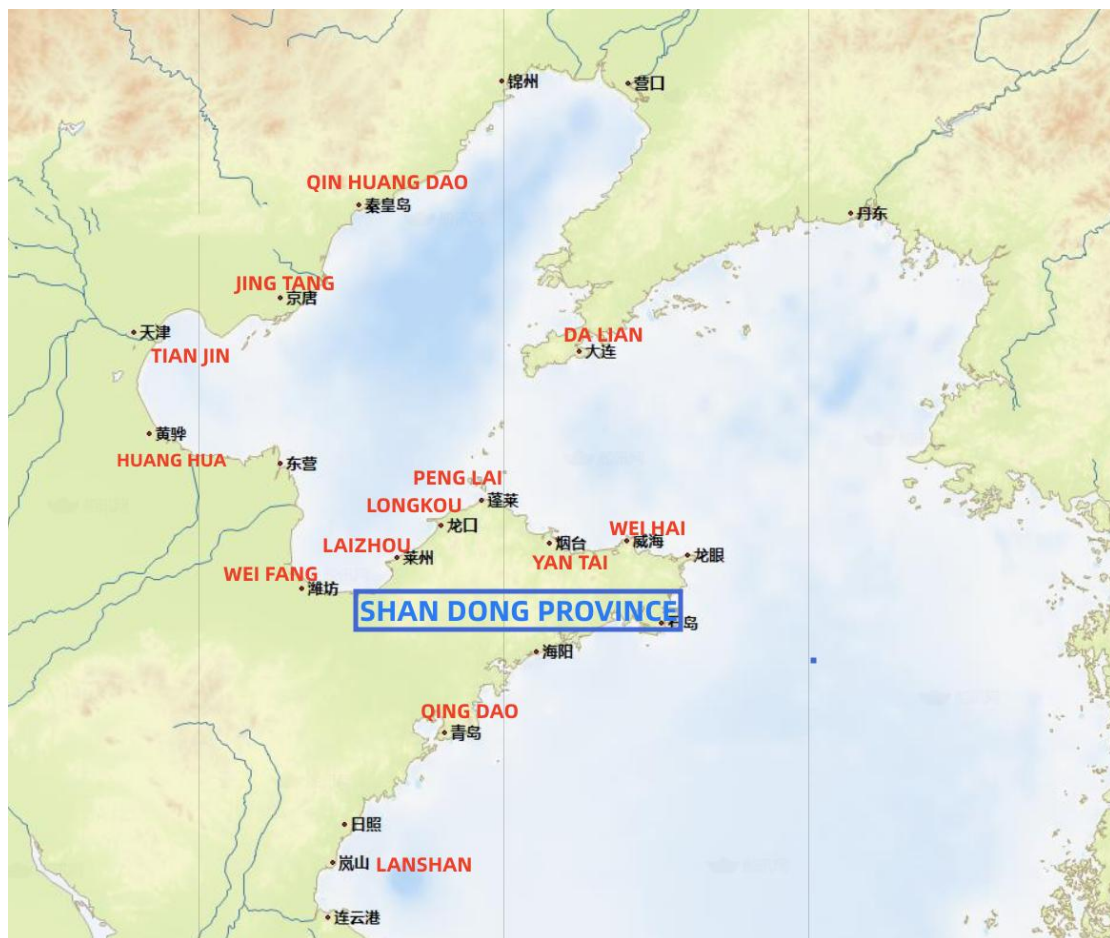 锦州
营口
QIN HUANG DAO
秦皇岛
丹东
JING TANG
京唐
天津
TIAN JIN
DA LIAN
大连
黄骅
HUANG HUA
东营
PENG LAI
蓬莱
LONGKOU
龙口
LAIZHOU
莱州
烟台
YAN TAI
WEI HAI
威海
龙眼
WEI FANG
潍坊
SHAN DONG PROVINCE
岛
海阳
QING DAO
青岛
日照
岚山
LANSHAN
连云港